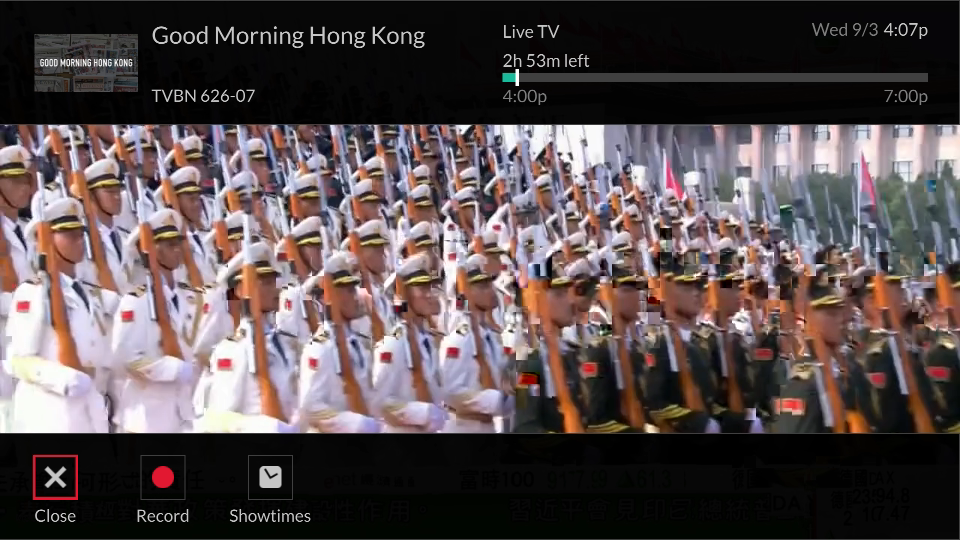 GOOD MORNING HONG KONG
Good Morning Hong Kong
TVBN 626-07
Live TV
Wed 9/3 4:07p
2h 53m left
4:00p
7:00p
Close
Record
Showtimes